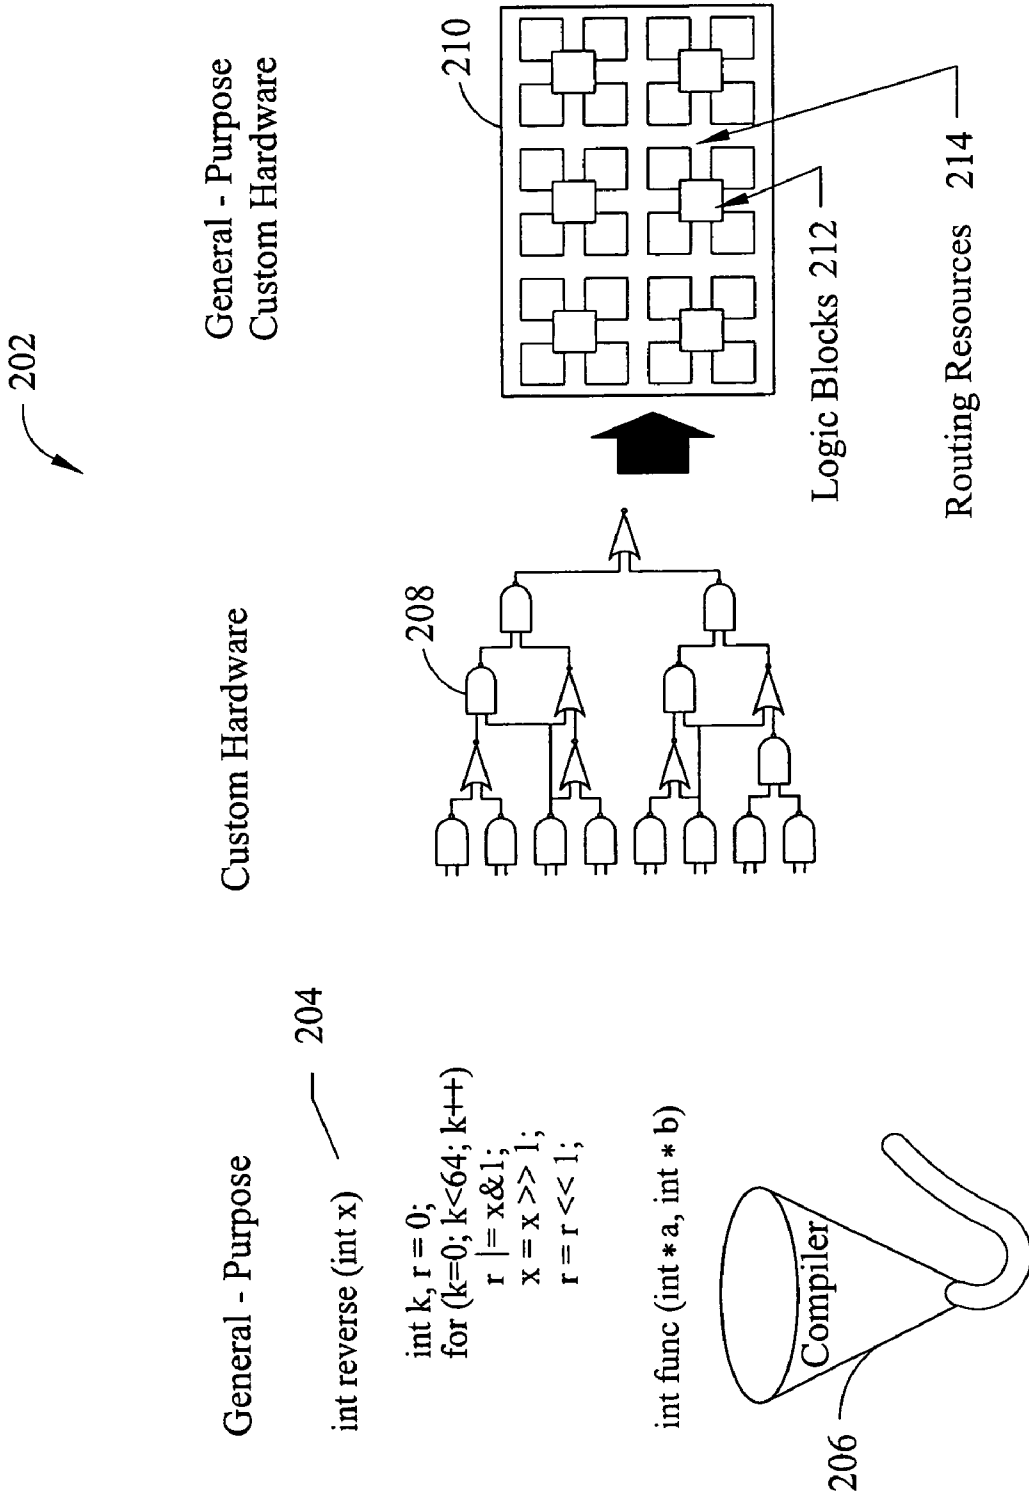 202
General - Purpose
Custom Hardware
General - Purpose
Custom Hardware
204
int reverse (int x)
int k, r = 0;
for (k=0; k<64; k++)
r |= x&1;
x = x >> 1;
r = r << 1;
int func (int*a, int * b)
Compiler
206
208
210
Logic Blocks 212
Routing Resources 214